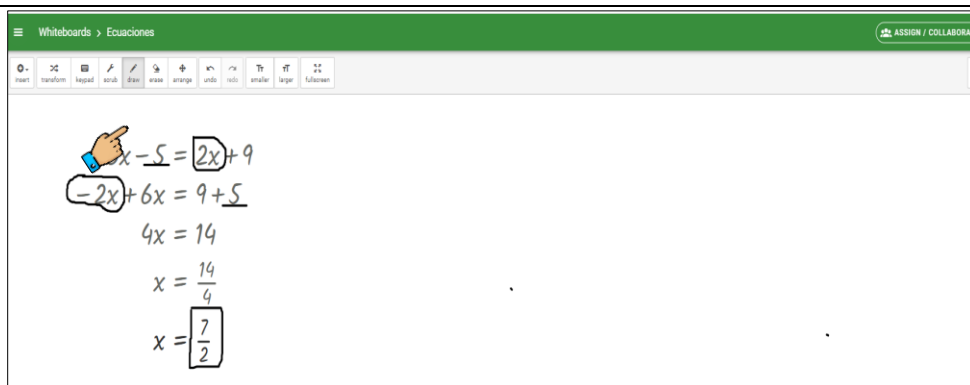 Whiteboards > Ecuaciones
ASSIGN / COLLABORA
insert transform keypad scrub draw erase arrange undo redo smaller larger fullscreen
x - 5 = 2x + 9
-2x + 6x = 9 + 5
4x = 14
x = 14/4
x = 7/2